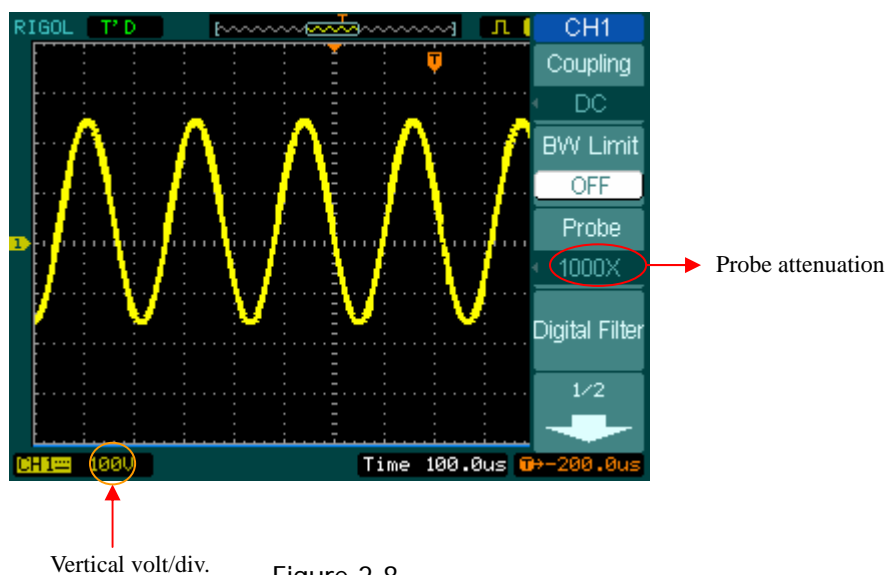 RIGOL T'D T CH1
T
Coupling
DC
BW Limit
OFF
Probe
1000X
Probe attenuation
1
Digital Filter
1/2
CH1 100V Time 100.0us T→-200.0us
Vertical volt/div.
Figure 2-8